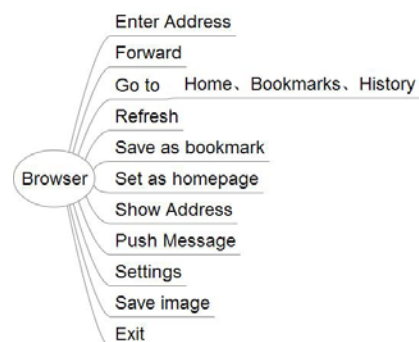 Enter Address
Forward
Go to Home、Bookmarks、History
Refresh
Save as bookmark
Browser
Set as homepage
Show Address
Push Message
Settings
Save image
Exit